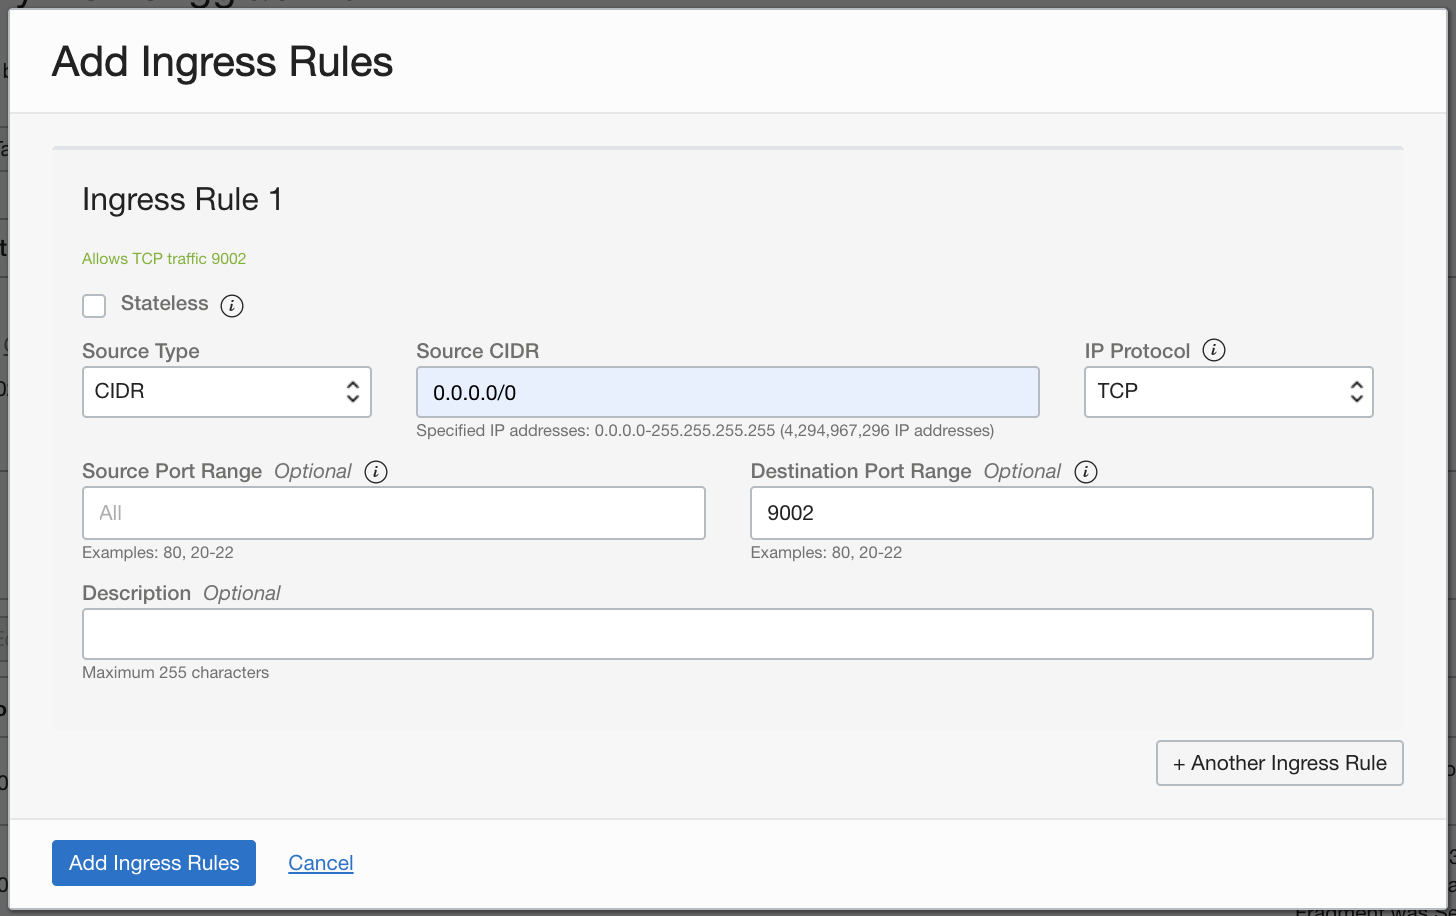 Add Ingress Rules
Ingress Rule 1
Allows TCP traffic 9002
Stateless
Source Type
Source CIDR
IP Protocol
CIDR
0.0.0.0/0
TCP
Specified IP addresses: 0.0.0.0-255.255.255.255 (4,294,967,296 IP addresses)
Source Port Range Optional
Destination Port Range Optional
All
9002
Examples: 80, 20-22
Examples: 80, 20-22
Description Optional
Maximum 255 characters
+ Another Ingress Rule
Add Ingress Rules
Cancel
Fragment was